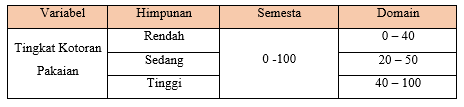 Variabel Himpunan Semesta Domain
Tingkat Kotoran Pakaian Rendah 0 -100 0 – 40
Sedang 20 – 50
Tinggi 40 – 100